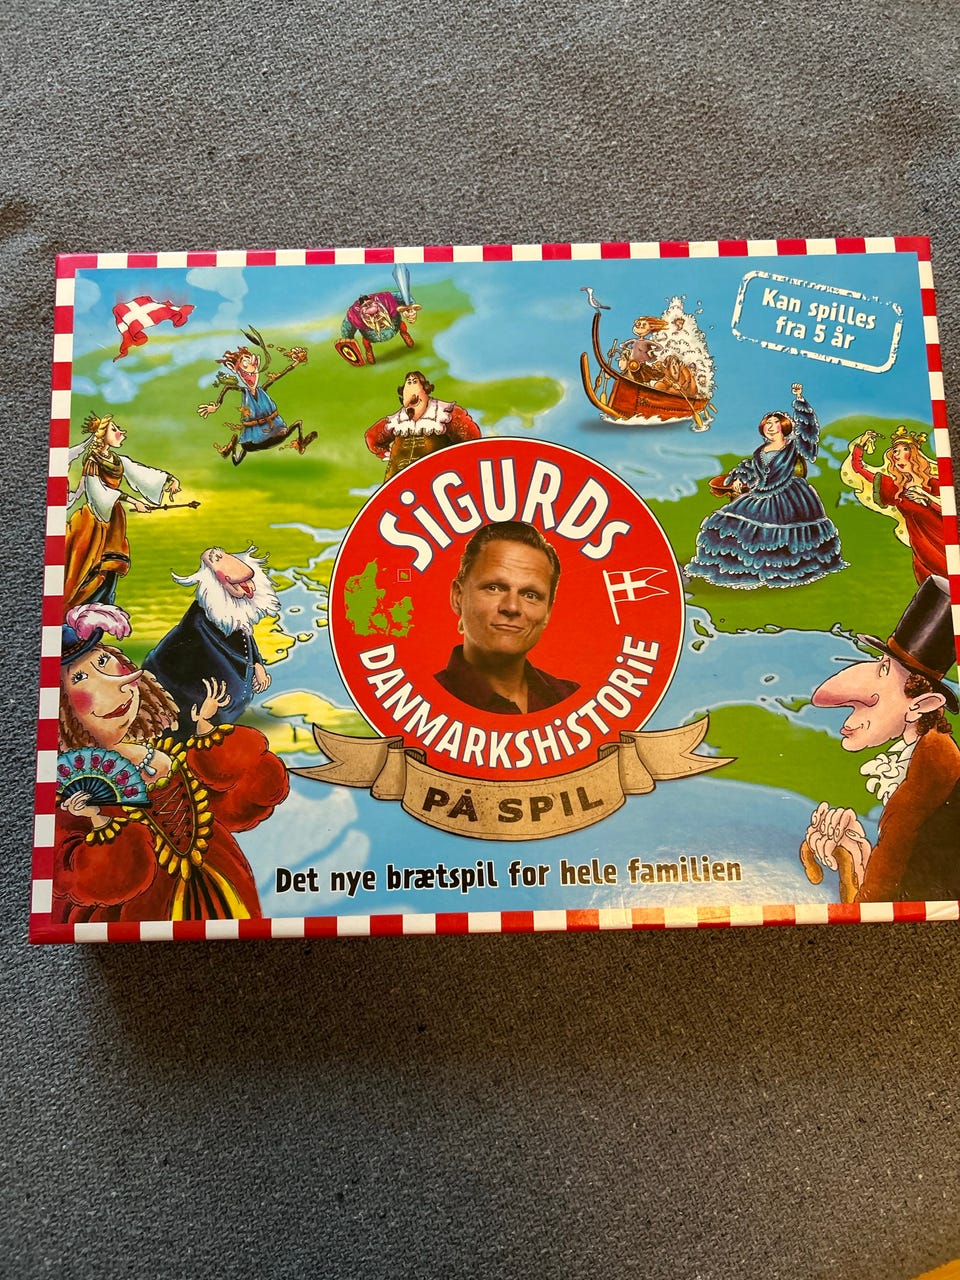 Kan spilles
fra 5 år
SiGURDs
DANMARKSHiSTORiE
PÅ SPIL
Det nye brætspil for hele familien